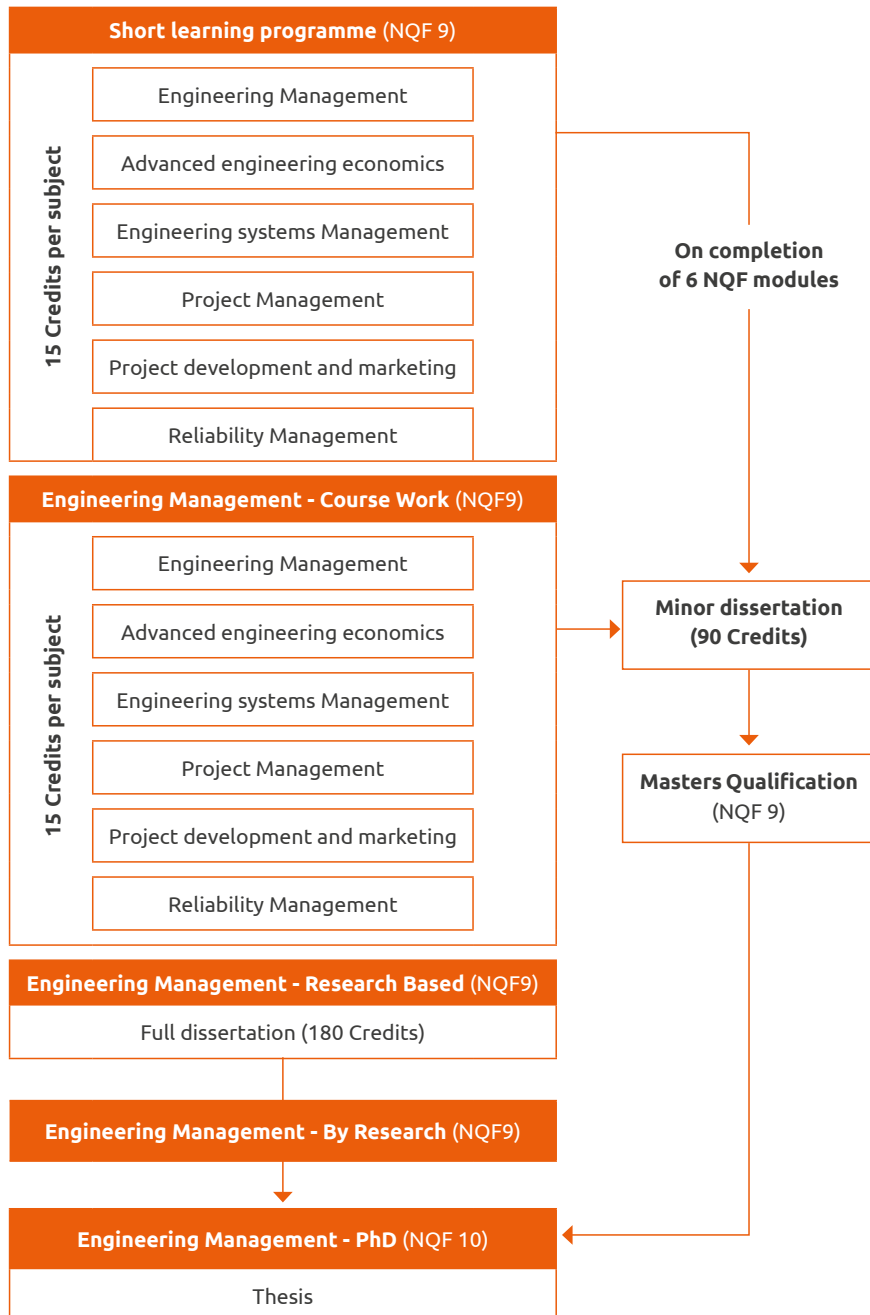 Short learning programme (NQF 9)
15 Credits per subject
Engineering Management
Advanced engineering economics
Engineering systems Management
Project Management
Project development and marketing
Reliability Management
On completion
of 6 NQF modules
Engineering Management - Course Work (NQF9)
15 Credits per subject
Engineering Management
Advanced engineering economics
Engineering systems Management
Project Management
Project development and marketing
Reliability Management
Minor dissertation
(90 Credits)
Masters Qualification
(NQF 9)
Engineering Management - Research Based (NQF9)
Full dissertation (180 Credits)
Engineering Management - By Research (NQF9)
Engineering Management - PhD (NQF 10)
Thesis